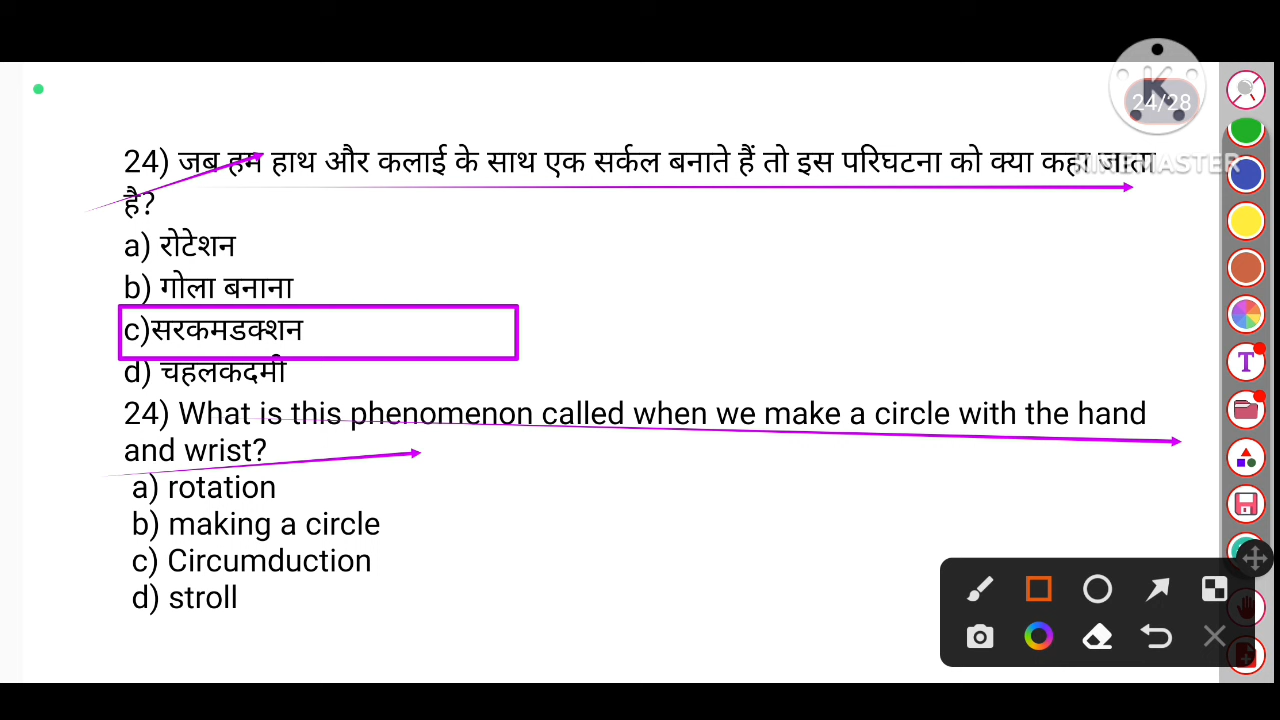 24/28
24) जब हम हाथ और कलाई के साथ एक सर्कल बनाते हैं तो इस परिघटना को क्या कहा जाता
KINEMASTER
है?
a) रोटेशन
b) गोला बनाना
c)सरकमडक्शन
d) चहलकदमी
24) What is this phenomenon called when we make a circle with the hand
and wrist?
a) rotation
b) making a circle
c) Circumduction
d) stroll
T